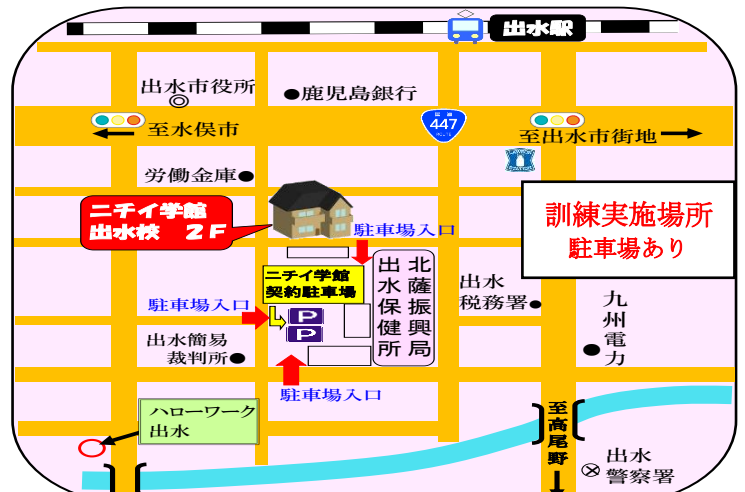 出水駅
出水市役所
鹿児島銀行
447
至水俣市
至出水市街地
労働金庫
ニチイ学館
出水校 2F
訓練実施場所
駐車場あり
駐車場入口
ニチイ学館
契約駐車場
北薩振興局
出水保健所
出水
税務署
九州電力
駐車場入口
P
P
出水簡易
裁判所
駐車場入口
ハローワーク
出水
至高尾野
出水
警察署